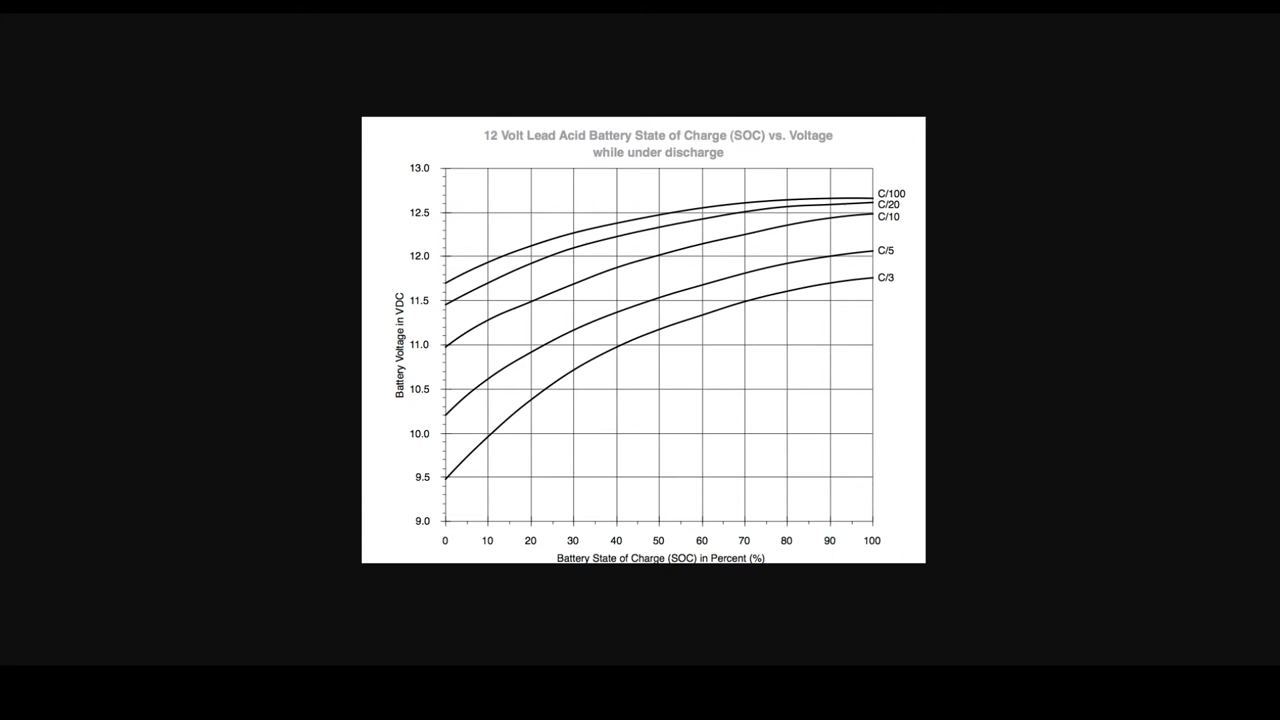 12 Volt Lead Acid Battery State of Charge (SOC) vs. Voltage
while under discharge
13.0
12.5
12.0
11.5
11.0
10.5
10.0
9.5
9.0
Battery Voltage in VDC
C/100
C/20
C/10
C/5
C/3
0 10 20 30 40 50 60 70 80 90 100
Battery State of Charge (SOC) in Percent (%)